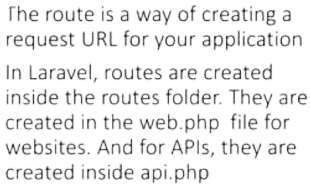 The route is a way of creating a
request URL for your application
In Laravel, routes are created
inside the routes folder. They are
created in the web.php file for
websites. And for APIs, they are
created inside api.php